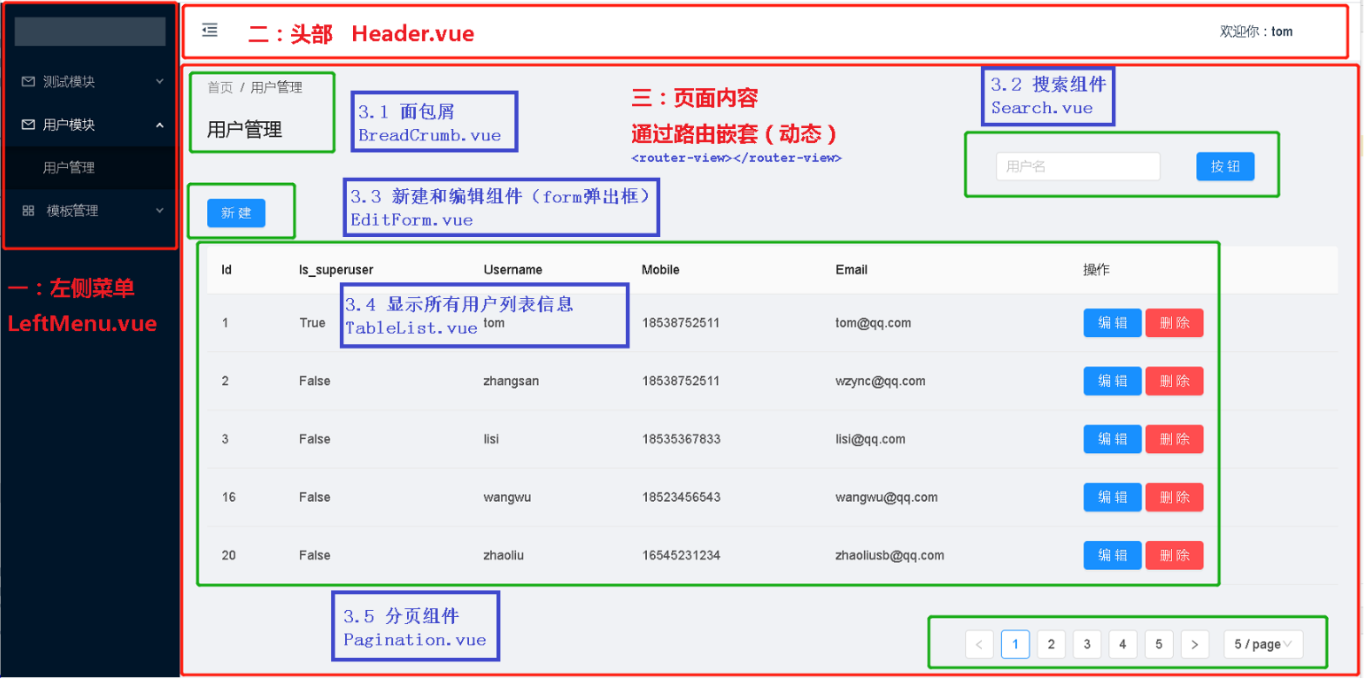 测试模块
用户模块
用户管理
模板管理
一：左侧菜单
LeftMenu.vue
二：头部 Header.vue
欢迎你：tom
首页 / 用户管理
用户管理
3.1 面包屑
BreadCrumb.vue
三：页面内容
通过路由嵌套（动态）
<router-view></router-view>
3.2 搜索组件
Search.vue
用户名
按 钮
新 建
3.3 新建和编辑组件（form弹出框）
EditForm.vue
Id Is_superuser Username Mobile Email 操作
3.4 显示所有用户列表信息
TableList.vue
1 True tom 18538752511 tom@qq.com 编 辑 删 除
2 False zhangsan 18538752511 wzync@qq.com 编 辑 删 除
3 False lisi 18535367833 lisi@qq.com 编 辑 删 除
16 False wangwu 18523456543 wangwu@qq.com 编 辑 删 除
20 False zhaoliu 16545231234 zhaoliusb@qq.com 编 辑 删 除
3.5 分页组件
Pagination.vue
< 1 2 3 4 5 > 5 / page